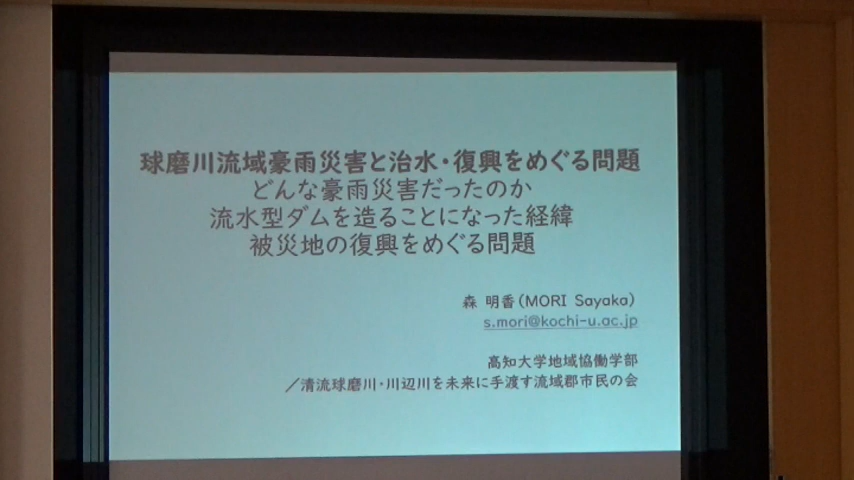 球磨川流域豪雨災害と治水・復興をめぐる問題
どんな豪雨災害だったのか
流水型ダムを造ることになった経緯
被災地の復興をめぐる問題
森 明香(MORI Sayaka)
s.mori@kochi-u.ac.jp
高知大学地域協働学部
／清流球磨川・川辺川を未来に手渡す流域郡市民の会